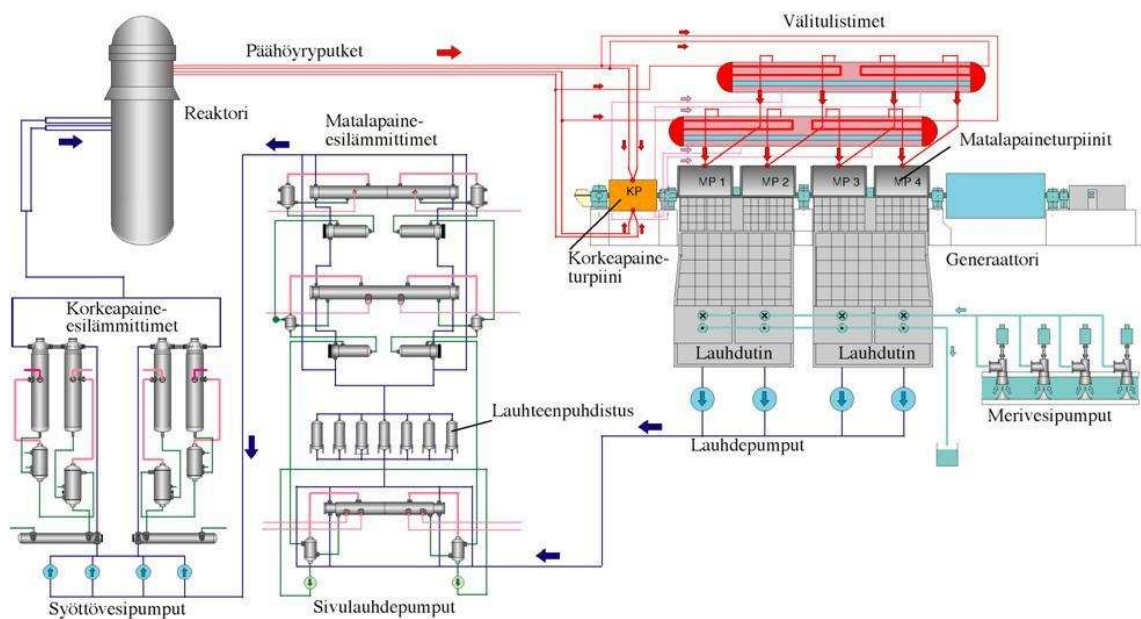 Välitulistimet
Päähöyryputket
Reaktori
Matalapaine-
esilämmittimet
Matalapaineturpiinit
KP
MP 1
MP 2
MP 3
MP 4
Korkeapaine-
turpiini
Generaattori
Korkeapaine-
esilämmittimet
Lauhdutin
Lauhdutin
Lauhteenpuhdistus
Merivesipumput
Lauhdepumput
Syöttövesipumput
Sivulauhdepumput